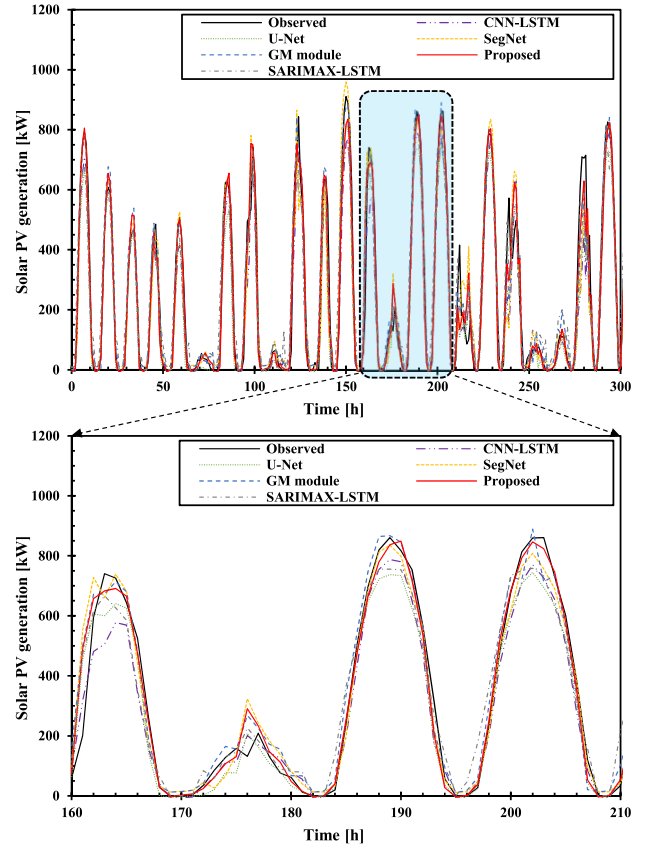 1200
1000
800
600
400
200
0
Solar PV generation [kW]
Observed
CNN-LSTM
U-Net
SegNet
GM module
Proposed
SARIMAX-LSTM
0 50 100 150 200 250 300
Time [h]
1200
1000
800
600
400
200
0
Solar PV generation [kW]
Observed
CNN-LSTM
U-Net
SegNet
GM module
Proposed
SARIMAX-LSTM
160 170 180 190 200 210
Time [h]